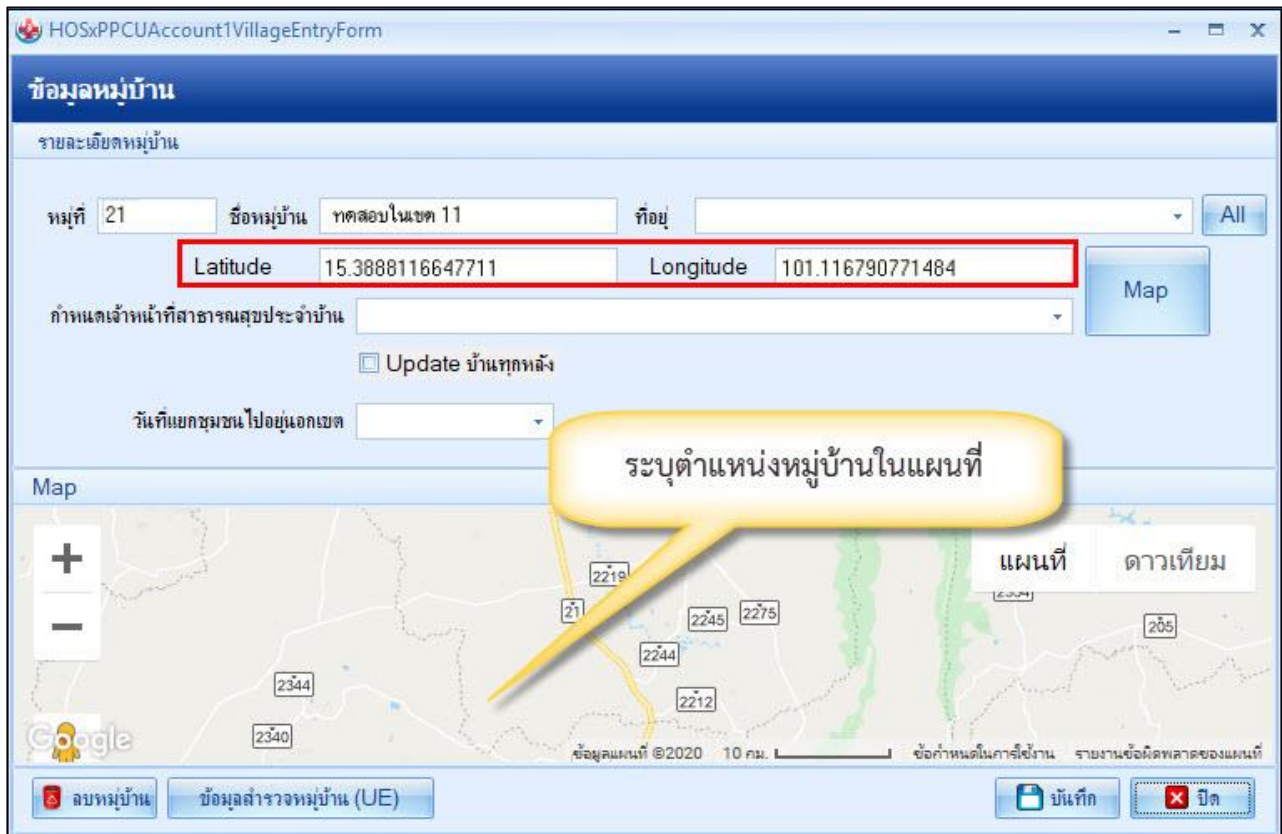 HOSxPPCUAccount1VillageEntryForm
ข้อมูลหมู่บ้าน
รายละเอียดหมู่บ้าน
หมู่ที่ 21 ชื่อหมู่บ้าน ทดสอบในเขต 11 ที่อยู่ All
Latitude 15.3888116647711 Longitude 101.116790771484 Map
กำหนดเจ้าหน้าที่สาธารณสุขประจำบ้าน
Update บ้านทุกหลัง
วันที่แยกชุมชนไปอยู่นอกเขต
ระบุตำแหน่งหมู่บ้านในแผนที่
Map
+ แผนที่ ดาวเทียม
2219
21 2245 2275 205
2244
2344 2212
2340
Google ข้อมูลแผนที่ ©2020 10 กม. ข้อกำหนดในการใช้งาน รายงานข้อผิดพลาดของแผนที่
ลบหมู่บ้าน ข้อมูลสำรวจหมู่บ้าน (UE) บันทึก ปิด